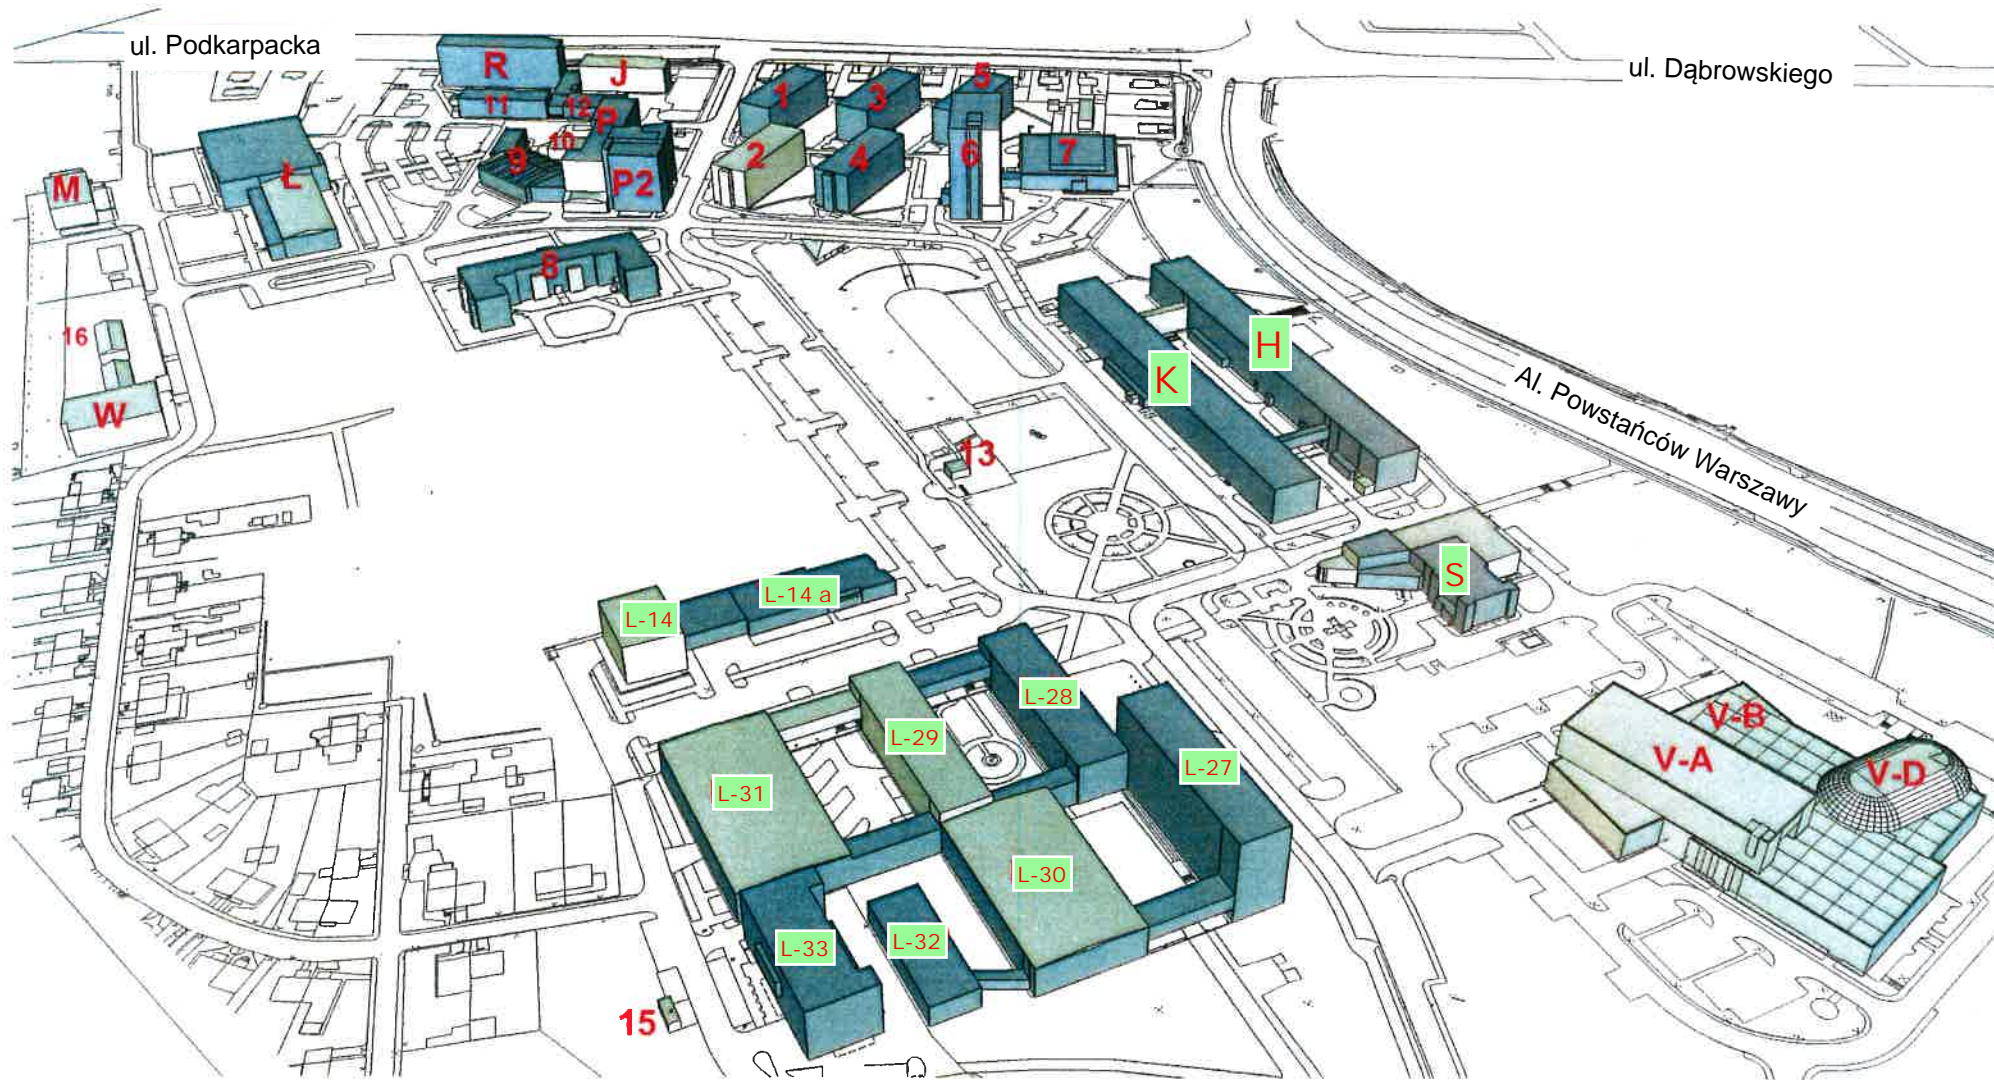 ul. Podkarpacka
ul. Dąbrowskiego
R
J
11
12
P
10
9
P2
1
3
5
2
4
6
7
M
Ł
8
16
W
H
K
Al. Powstańców Warszawy
13
S
L-14
L-14 a
L-28
L-29
L-27
L-31
L-30
L-33
L-32
15
V-B
V-A
V-D